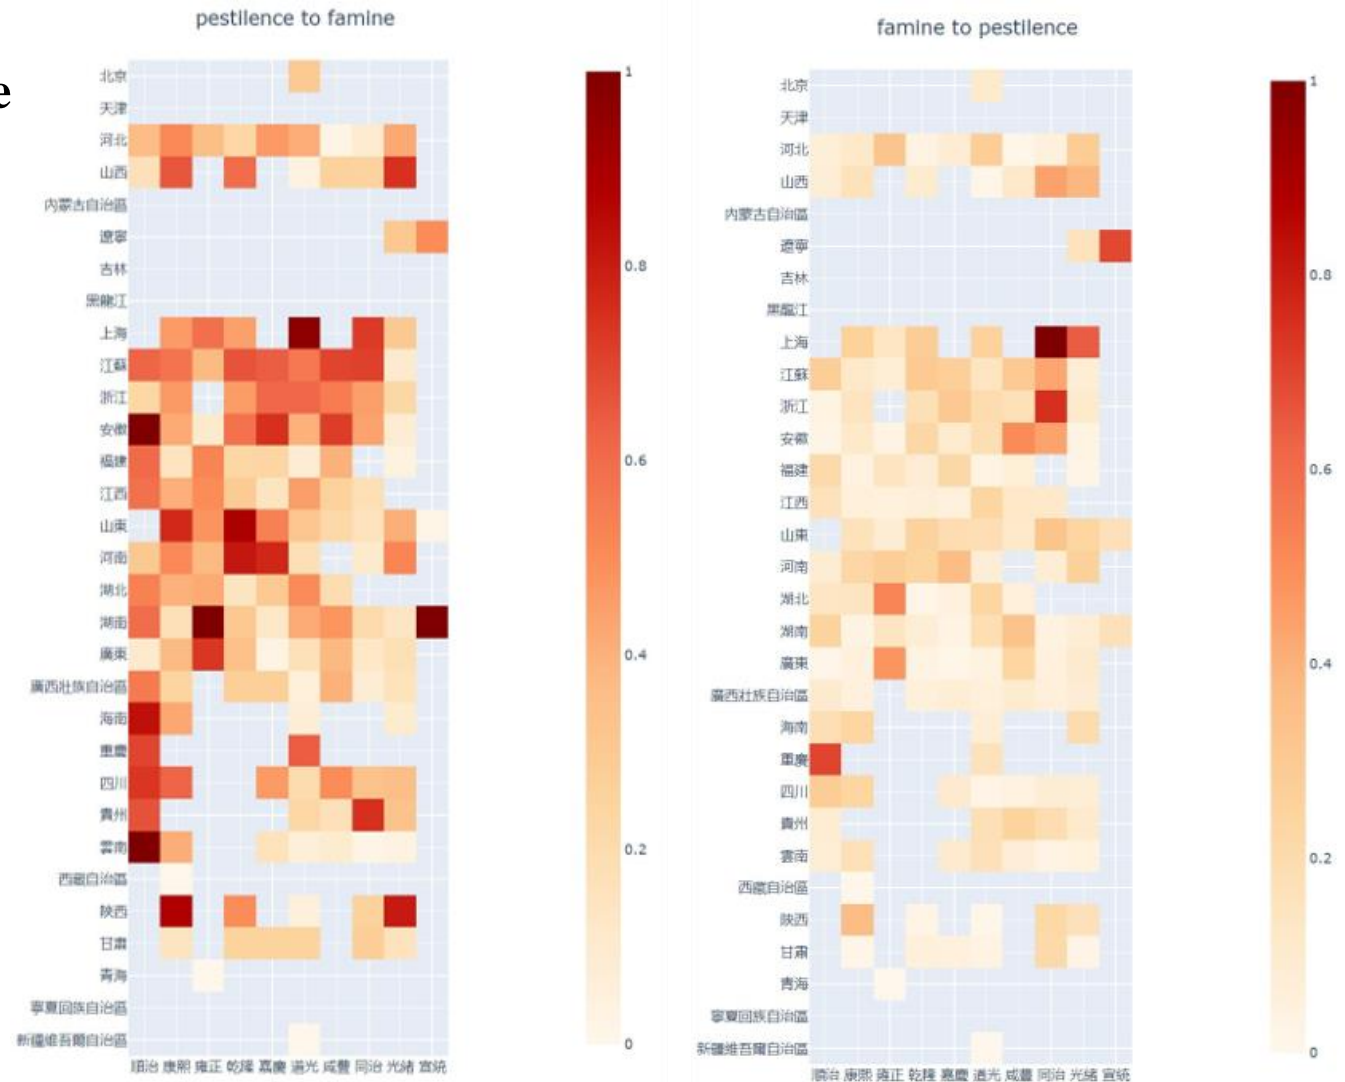 e
pestilence to famine
北京
天津
河北
山西
內蒙古自治區
遼寧
吉林
黑龍江
上海
江蘇
浙江
安徽
福建
江西
山東
河南
湖北
湖南
廣東
廣西壯族自治區
海南
重慶
四川
貴州
雲南
西藏自治區
陝西
甘肅
青海
寧夏回族自治區
新疆維吾爾自治區
順治 康熙 雍正 乾隆 嘉慶 道光 咸豐 同治 光緒 宣統
1
0.8
0.6
0.4
0.2
0
famine to pestilence
北京
天津
河北
山西
內蒙古自治區
遼寧
吉林
黑龍江
上海
江蘇
浙江
安徽
福建
江西
山東
河南
湖北
湖南
廣東
廣西壯族自治區
海南
重慶
四川
貴州
雲南
西藏自治區
陝西
甘肅
青海
寧夏回族自治區
新疆維吾爾自治區
順治 康熙 雍正 乾隆 嘉慶 道光 咸豐 同治 光緒 宣統
1
0.8
0.6
0.4
0.2
0